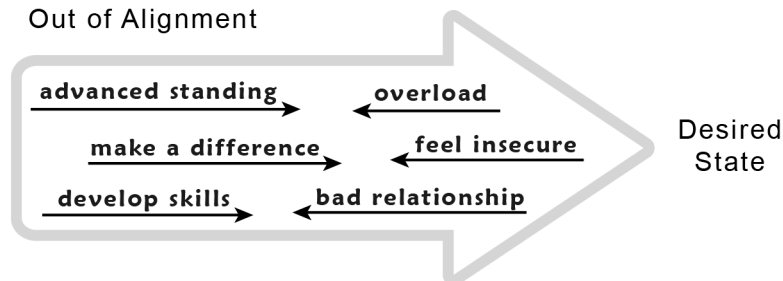 Out of Alignment
advanced standing
overload
make a difference
feel insecure
develop skills
bad relationship
Desired
State